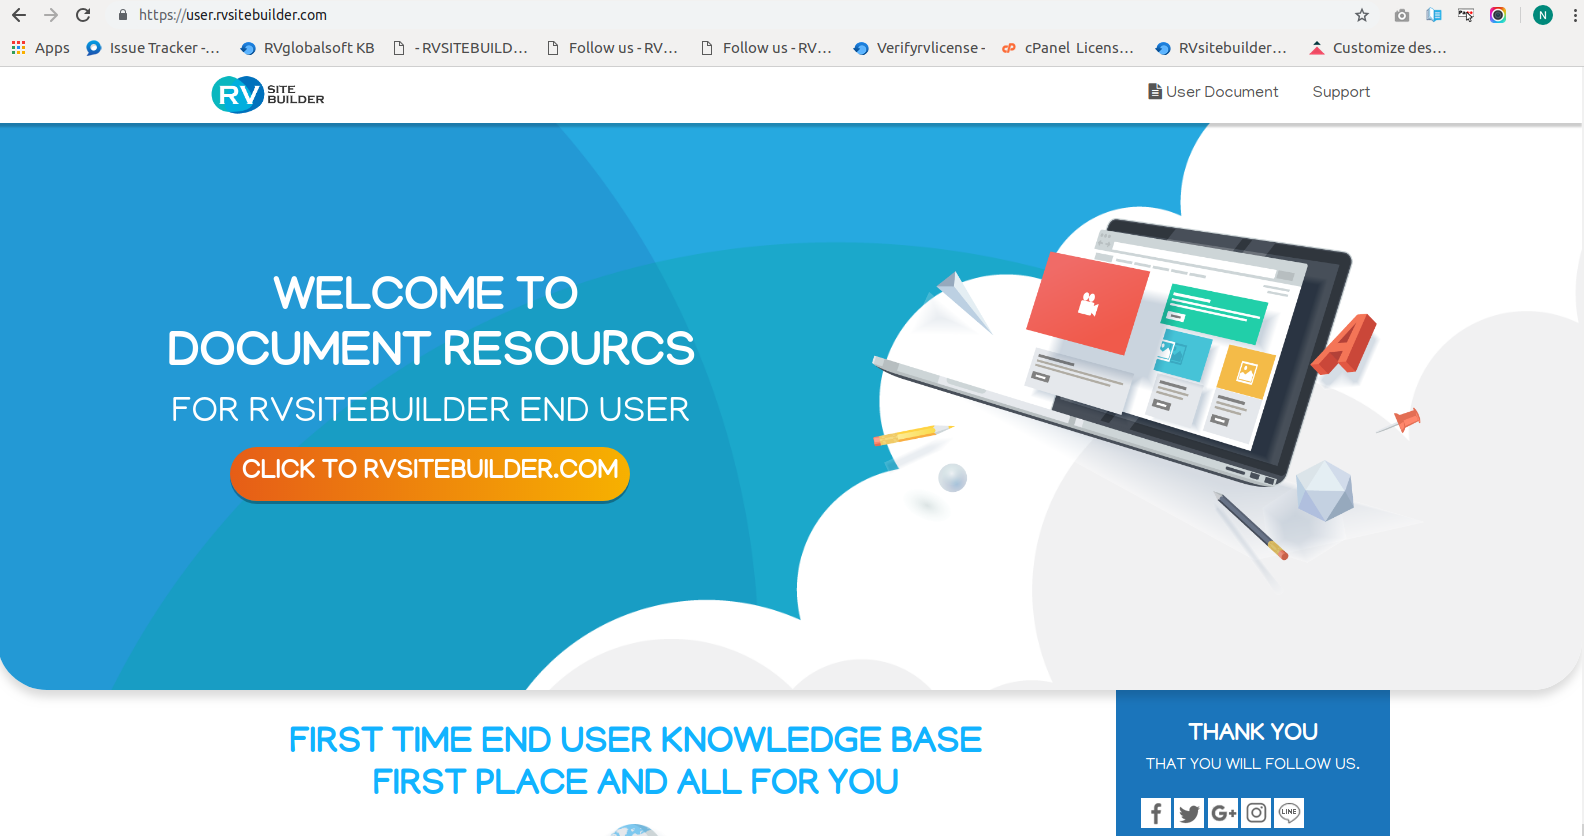 https://user.rvsitebuilder.com
N
Apps
Issue Tracker -...
RVglobalsoft KB
- RVSITEBUILD...
Follow us - RV...
Follow us - RV...
Verifyrvlicense -
cP
cPanel Licens...
RVsitebuilder...
Customize des...
RV SITE
BUILDER
User Document
Support
WELCOME TO
DOCUMENT RESOURCS
FOR RVSITEBUILDER END USER
CLICK TO RVSITEBUILDER.COM
A
FIRST TIME END USER KNOWLEDGE BASE
FIRST PLACE AND ALL FOR YOU
THANK YOU
THAT YOU WILL FOLLOW US.
f G+ LINE